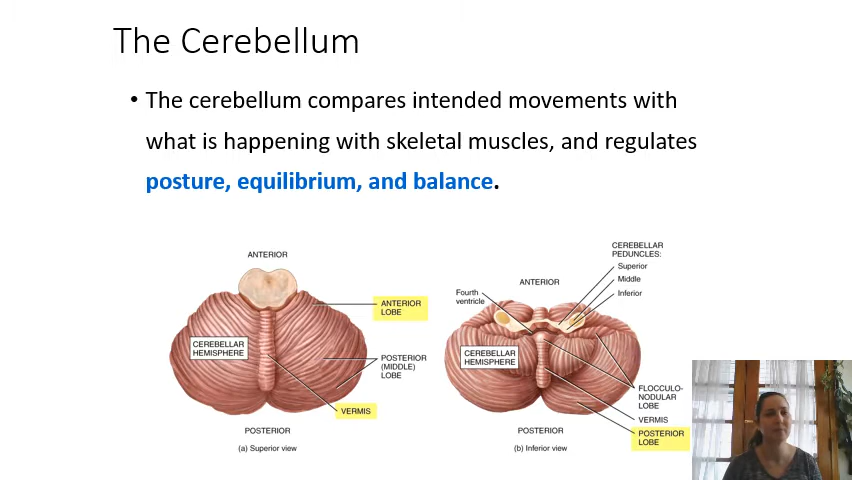 The Cerebellum
• The cerebellum compares intended movements with
what is happening with skeletal muscles, and regulates
posture, equilibrium, and balance.
ANTERIOR
ANTERIOR
LOBE
CEREBELLAR
HEMISPHERE
POSTERIOR
(MIDDLE)
LOBE
VERMIS
POSTERIOR
(a) Superior view
CEREBELLAR
PEDUNCLES:
Superior
Middle
Inferior
ANTERIOR
Fourth
ventricle
CEREBELLAR
HEMISPHERE
FLOCCULO-
NODULAR
LOBE
VERMIS
POSTERIOR
LOBE
POSTERIOR
(b) Inferior view